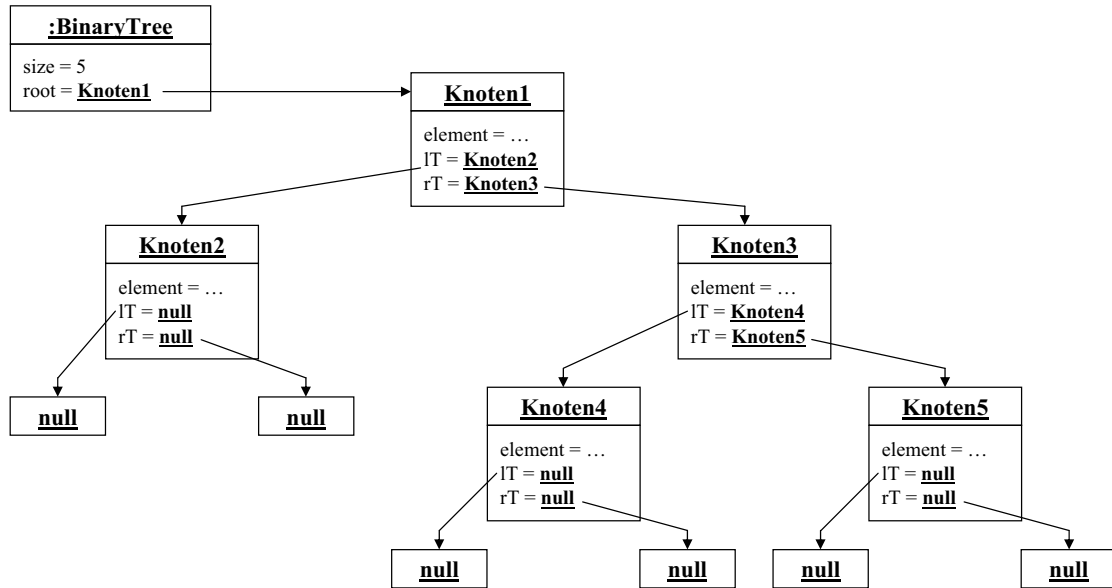 :BinaryTree
size = 5
root = Knoten1
Knoten1
element = …
lT = Knoten2
rT = Knoten3
Knoten2
element = …
lT = null
rT = null
null
null
Knoten3
element = …
lT = Knoten4
rT = Knoten5
Knoten4
element = …
lT = null
rT = null
null
null
Knoten5
element = …
lT = null
rT = null
null
null